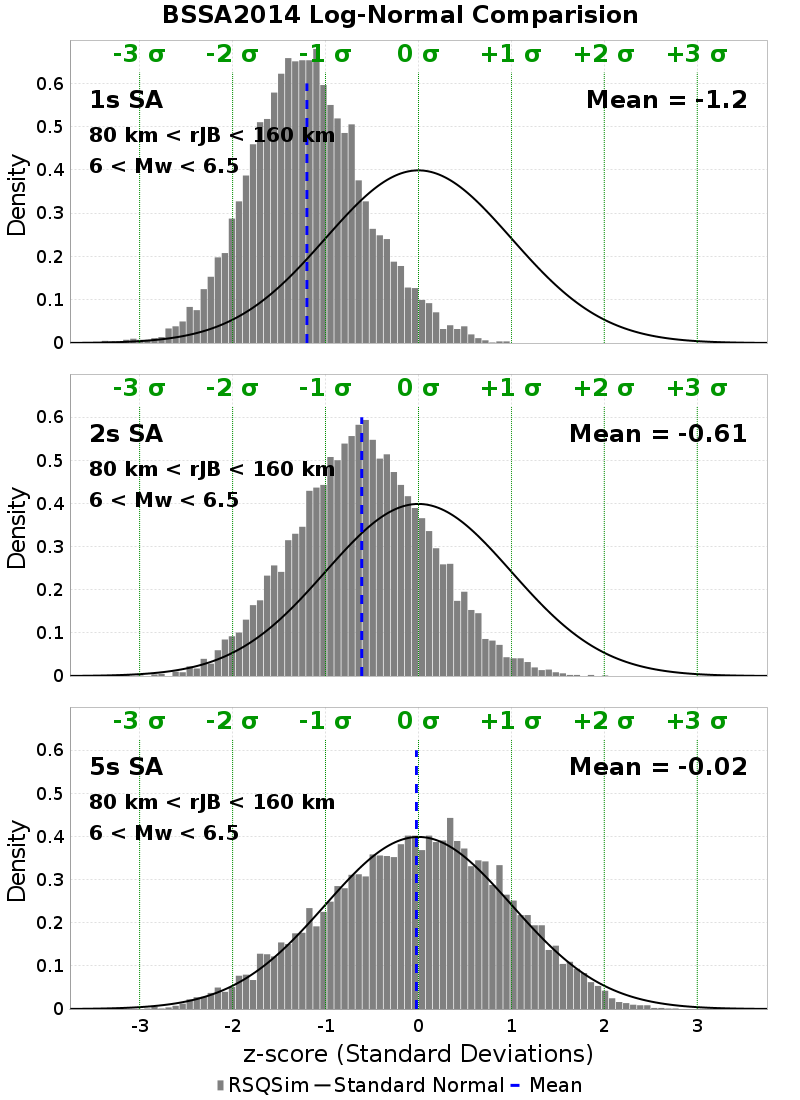 BSSA2014 Log-Normal Comparision
-3 σ -2 σ -1 σ 0 σ +1 σ +2 σ +3 σ
1s SA
Mean = -1.2
80 km < rJB < 160 km
6 < Mw < 6.5
Density
0.6
0.5
0.4
0.3
0.2
0.1
0
-3 σ -2 σ -1 σ 0 σ +1 σ +2 σ +3 σ
2s SA
Mean = -0.61
80 km < rJB < 160 km
6 < Mw < 6.5
Density
0.6
0.5
0.4
0.3
0.2
0.1
0
-3 σ -2 σ -1 σ 0 σ +1 σ +2 σ +3 σ
5s SA
Mean = -0.02
80 km < rJB < 160 km
6 < Mw < 6.5
Density
0.6
0.5
0.4
0.3
0.2
0.1
0
-3 -2 -1 0 1 2 3
z-score (Standard Deviations)
RSQSim Standard Normal Mean